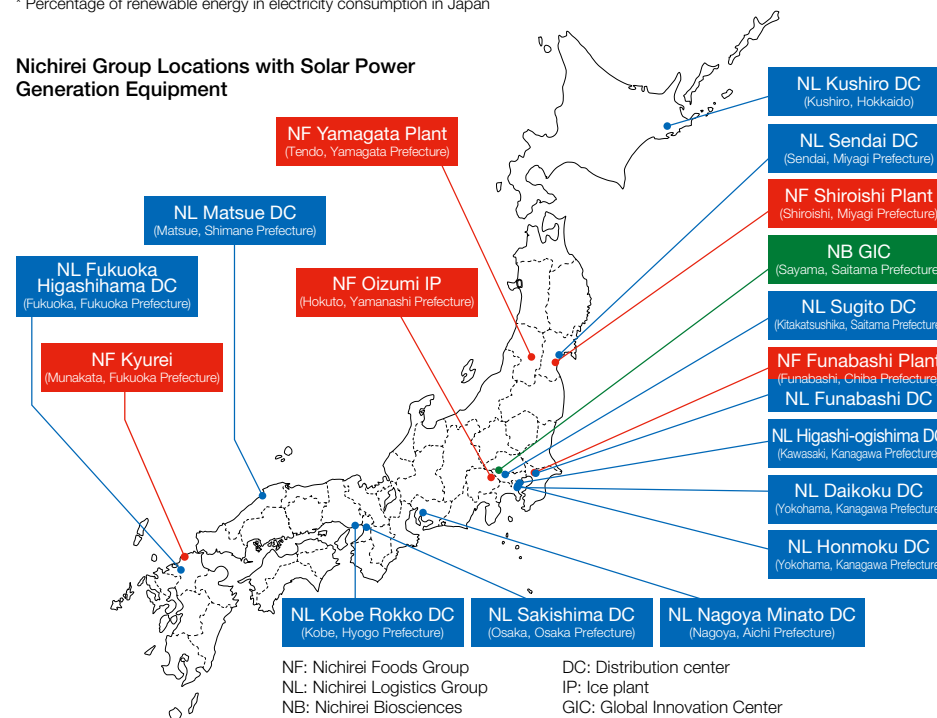 * Percentage of renewable energy in electricity consumption in Japan
Nichirei Group Locations with Solar Power
Generation Equipment
NL Kushiro DC
(Kushiro, Hokkaido)
NF Yamagata Plant
(Tendo, Yamagata Prefecture)
NL Sendai DC
(Sendai, Miyagi Prefecture)
NF Shiroishi Plant
(Shiroishi, Miyagi Prefecture)
NL Matsue DC
(Matsue, Shimane Prefecture)
NB GIC
(Sayama, Saitama Prefecture)
NL Fukuoka
Higashihama DC
(Fukuoka, Fukuoka Prefecture)
NF Oizumi IP
(Hokuto, Yamanashi Prefecture)
NL Sugito DC
(Kitakatsushika, Saitama Prefecture)
NF Kyurei
(Munakata, Fukuoka Prefecture)
NF Funabashi Plant
(Funabashi, Chiba Prefecture)
NL Funabashi DC
NL Higashi-ogishima DC
(Kawasaki, Kanagawa Prefecture)
NL Daikoku DC
(Yokohama, Kanagawa Prefecture)
NL Honmoku DC
(Yokohama, Kanagawa Prefecture)
NL Kobe Rokko DC
(Kobe, Hyogo Prefecture)
NL Sakishima DC
(Osaka, Osaka Prefecture)
NL Nagoya Minato DC
(Nagoya, Aichi Prefecture)
NF: Nichirei Foods Group
NL: Nichirei Logistics Group
NB: Nichirei Biosciences
DC: Distribution center
IP: Ice plant
GIC: Global Innovation Center